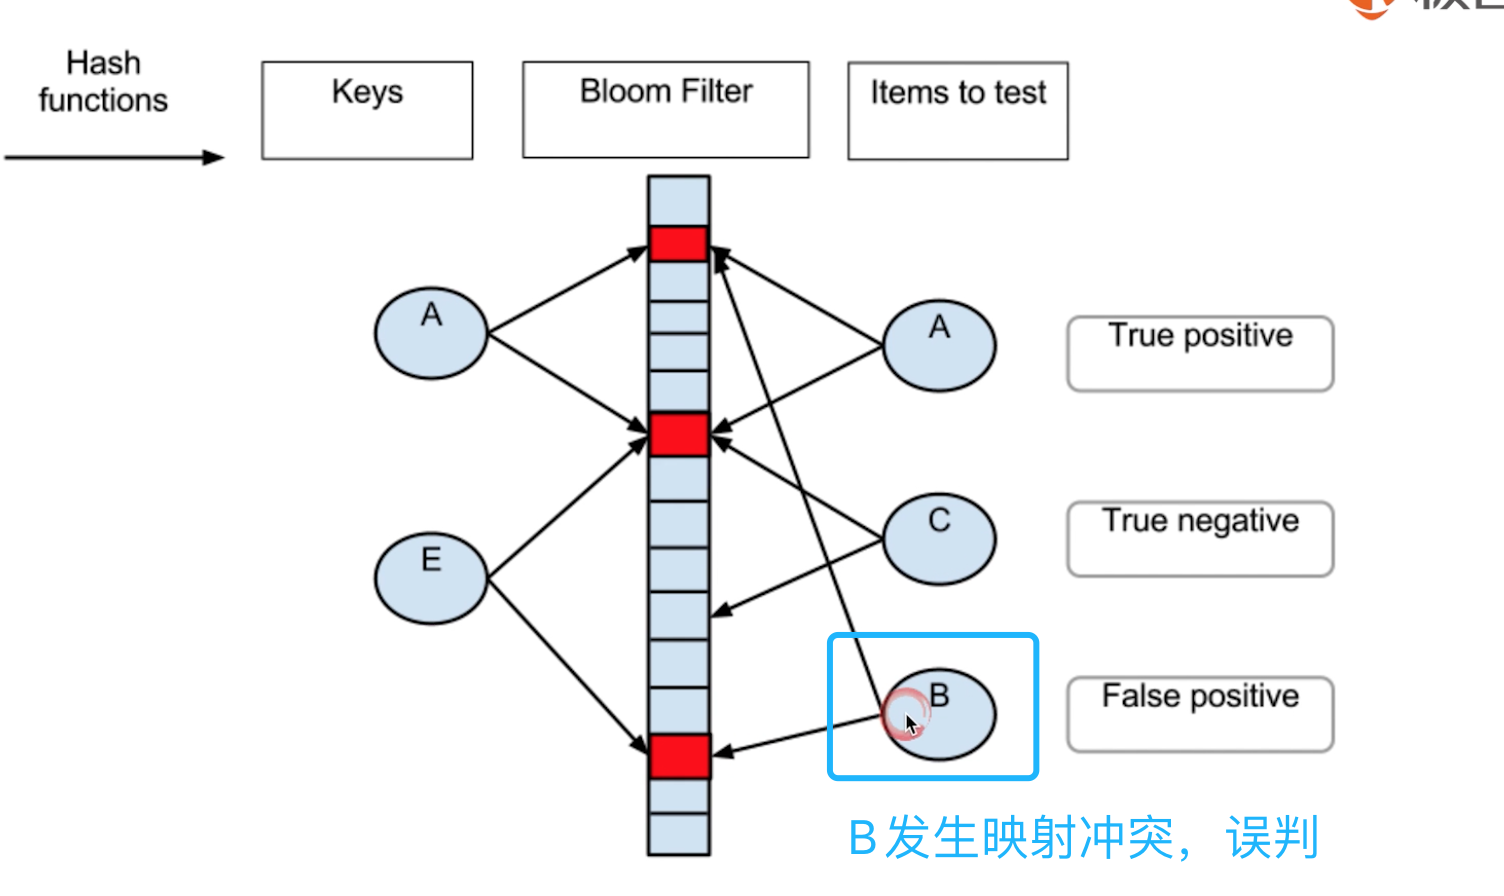 Hash
functions
Keys
Bloom Filter
Items to test
A
A
True positive
C
True negative
E
B
False positive
B发生映射冲突，误判